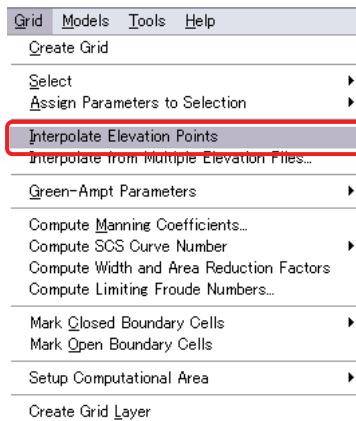 Grid Models Tools Help
Create Grid
Select
Assign Parameters to Selection
Interpolate Elevation Points
Interpolate from Multiple Elevation Files...
Green-Ampt Parameters
Compute Manning Coefficients...
Compute SCS Curve Number
Compute Width and Area Reduction Factors
Compute Limiting Froude Numbers...
Mark Closed Boundary Cells
Mark Open Boundary Cells
Setup Computational Area
Create Grid Layer